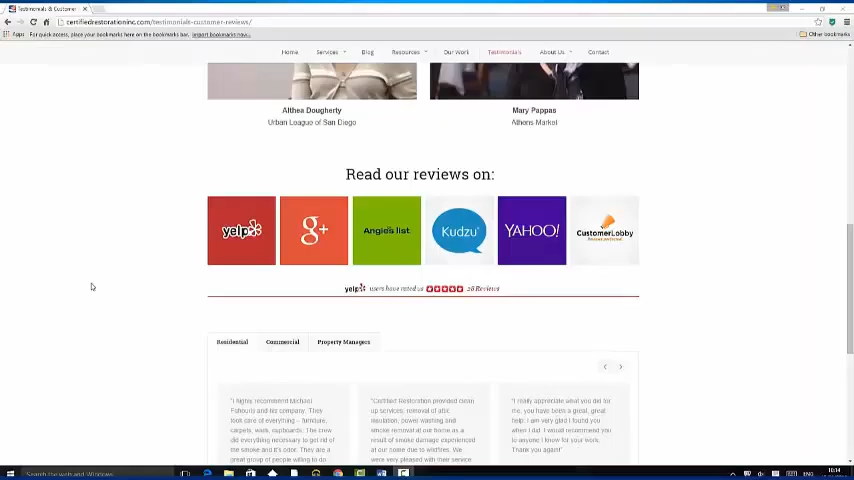 Testimonials & Customer
certifiedrestorationinc.com/testimonials-customer-reviews/
Apps For quick access, place your bookmarks here on the bookmarks bar. Import bookmarks now...
Other bookmarks
Home Services Blog Resources Our Work Testimonials About Us Contact
Althea Dougherty
Urban League of San Diego
Mary Pappas
Athens Market
Read our reviews on:
yelp
g+
Angie's list
Kudzu
YAHOO!
CustomerLobby
yelp users have rated us 28 Reviews
Residential Commercial Property Managers
"I highly recommend Michael
Fahouris and his company. They
took care of everything – furniture,
carpets, walls, cupboards. The crew
did everything necessary to get rid of
the smoke and it's odor. They are a
great group of guys, willing to do
"Certified Restoration provided clean
up services; removal of attic
insulation, power washing and
smoke removal at our home as a
result of smoke damage experienced
at our home due to wildfires. We
were very pleased with their service
"I really appreciate what you did for
me, you have been a great, great
help. I am very glad I found you
when I did. I would recommend you
to anyone I know for your work.
Thank you again!"
Search the web and Windows
ENG
10:34